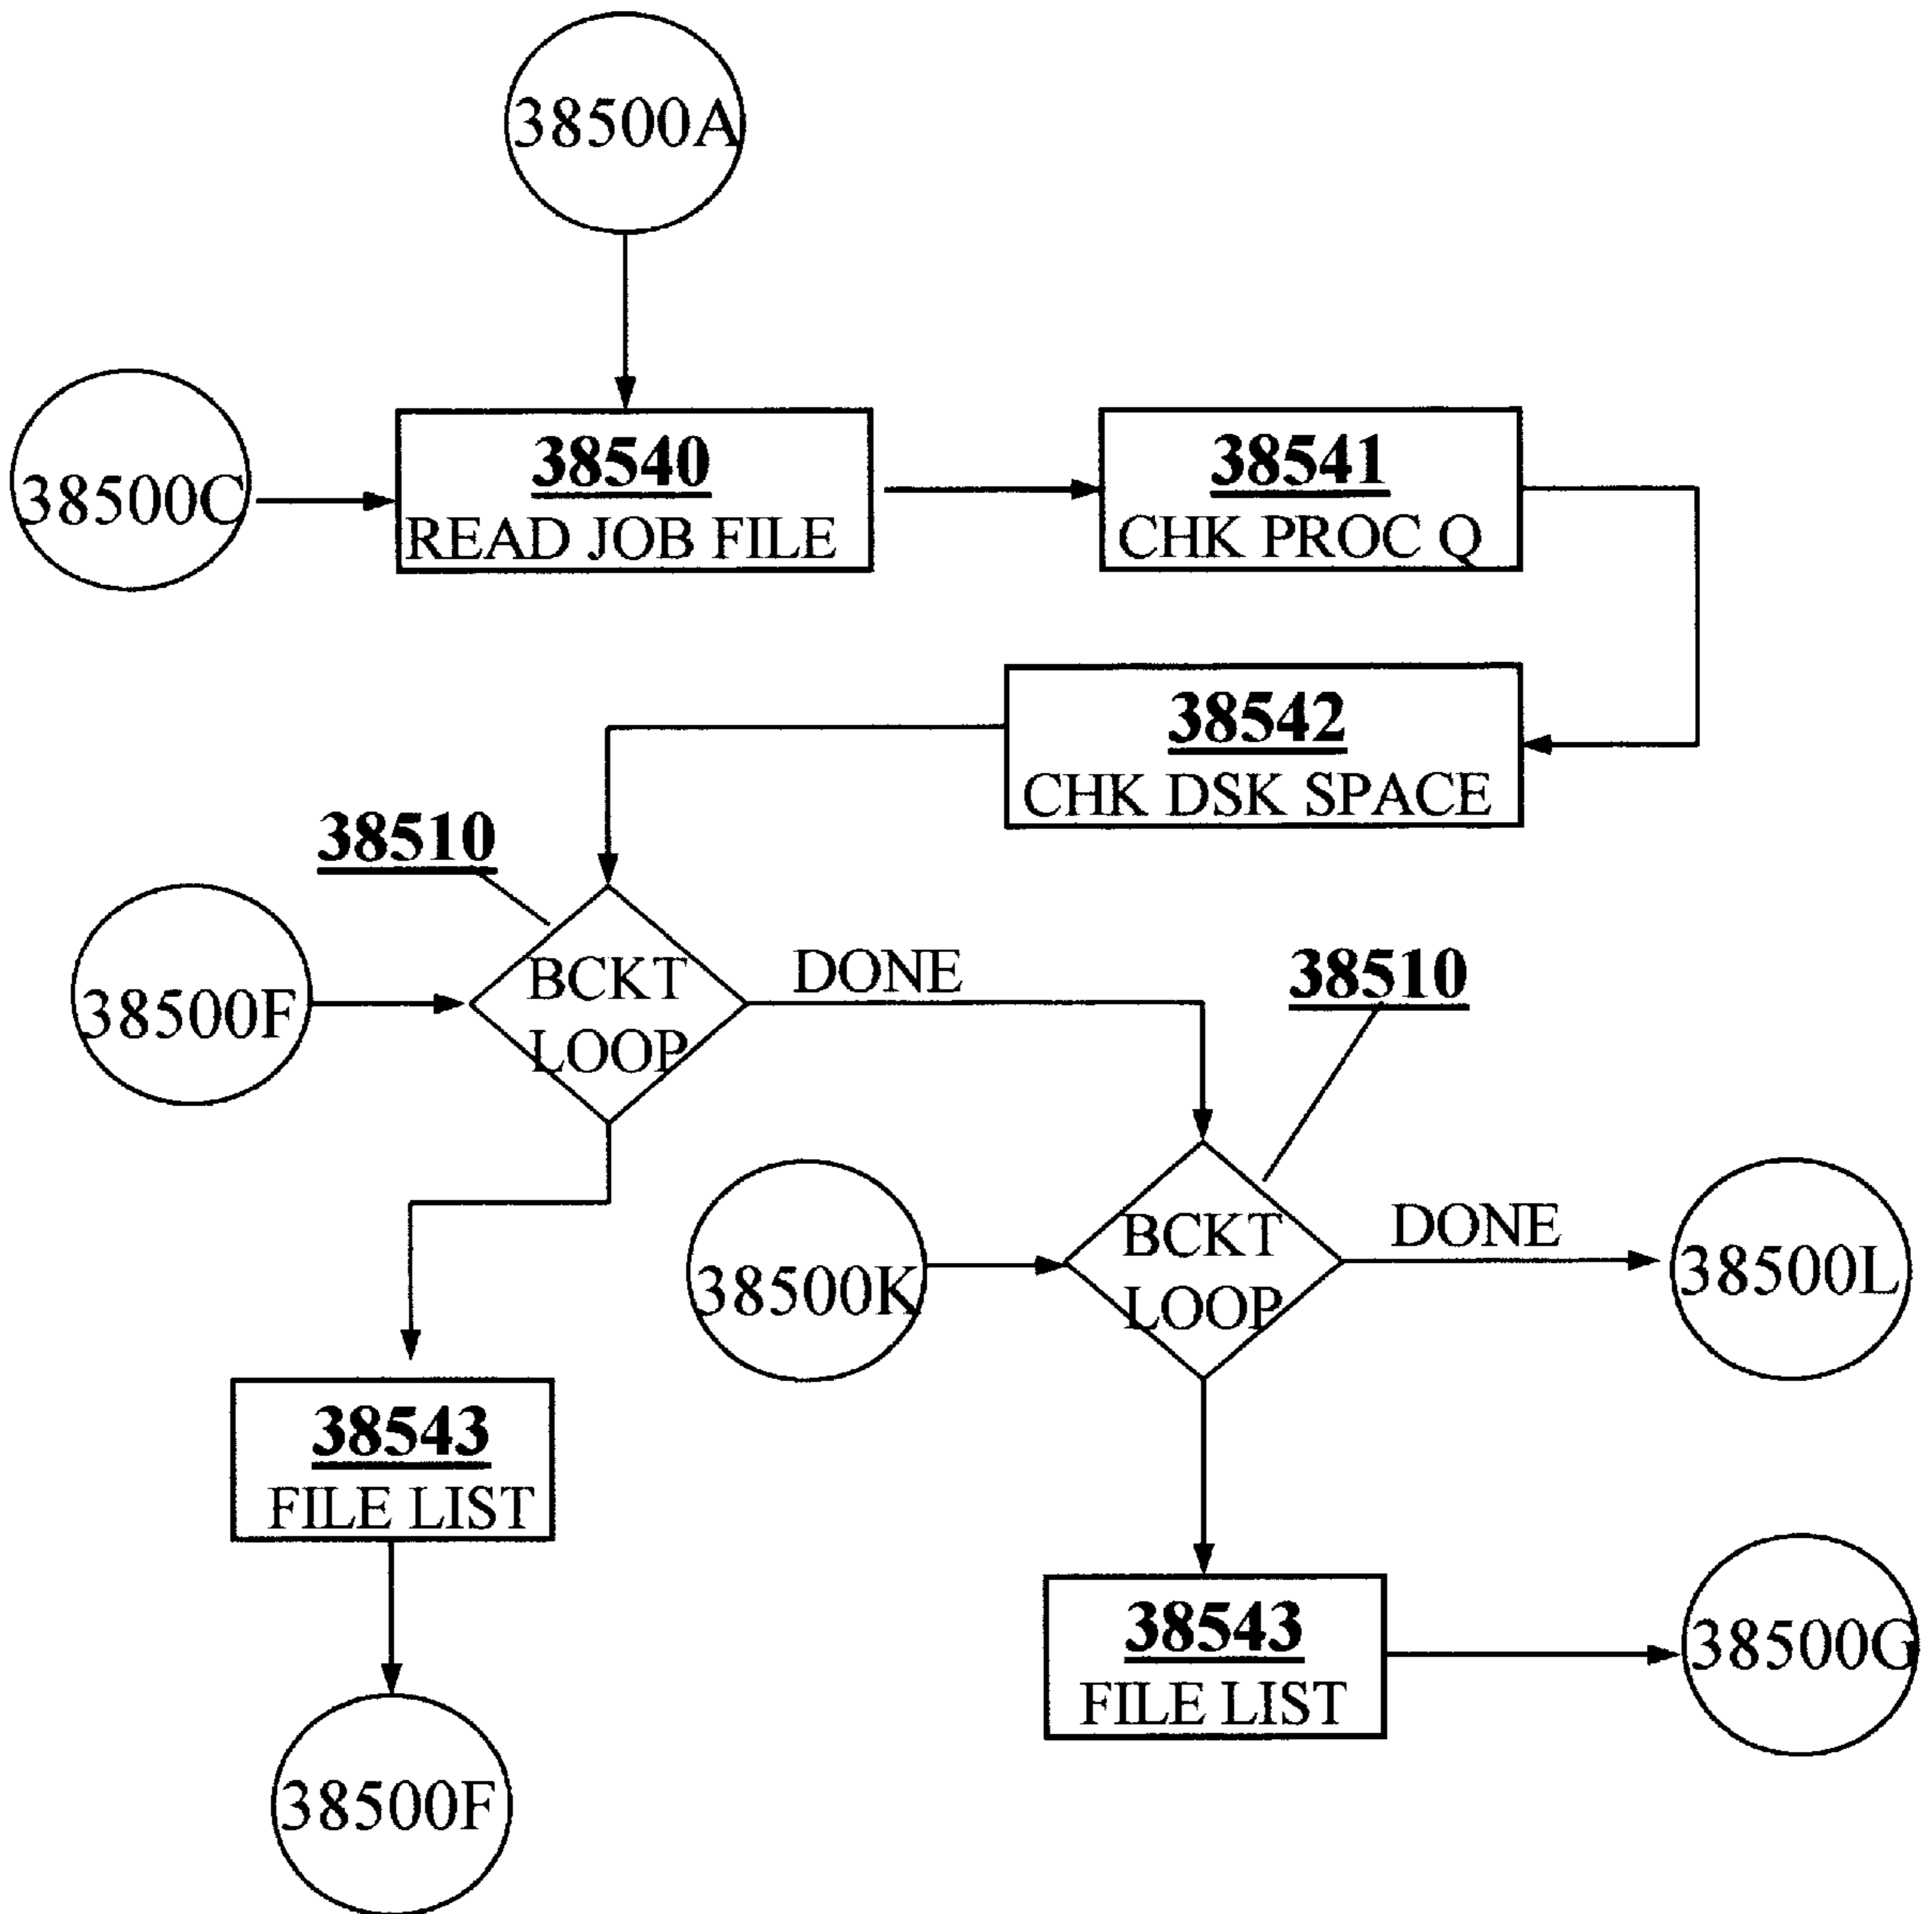 38500A
38540
READ JOB FILE
38541
CHK PROC Q
38500C
38542
CHK DSK SPACE
38510
38500F
BCKT
LOOP
DONE
38510
38500K
BCKT
LOOP
DONE
38500L
38543
FILE LIST
38543
FILE LIST
38500G
38500F